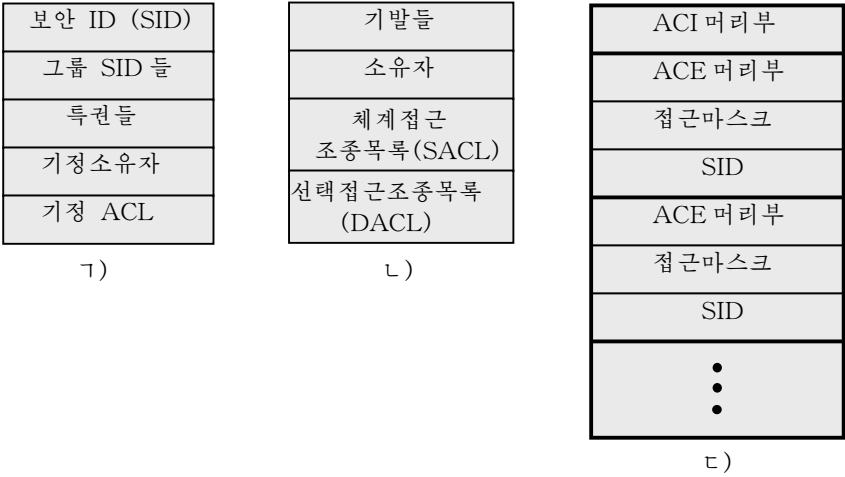 보안 ID (SID)
그룹 SID 들
특권들
기정소유자
기정 ACL
ㄱ)
기발들
소유자
체계접근
조종목록(SACL)
선택접근조종목록
(DACL)
ㄴ)
ACI 머리부
ACE 머리부
접근마스크
SID
ACE 머리부
접근마스크
SID
ㄷ)